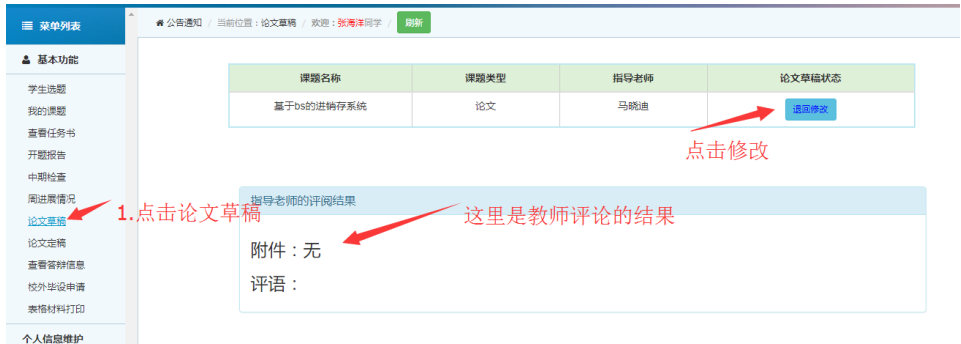 菜单列表
公告通知 / 当前位置：论文草稿 / 欢迎：张海洋同学 / 刷新
基本功能
学生选题
我的课题
查看任务书
开题报告
中期检查
周进展情况
论文草稿
论文定稿
查看答辩信息
校外毕设申请
表格材料打印
个人信息维护
课题名称 课题类型 指导老师 论文草稿状态
基于bs的进销存系统 论文 马晓迪 退回修改
点击修改
1.点击论文草稿
指导老师的评阅结果
这里是教师评论的结果
附件：无
评语：